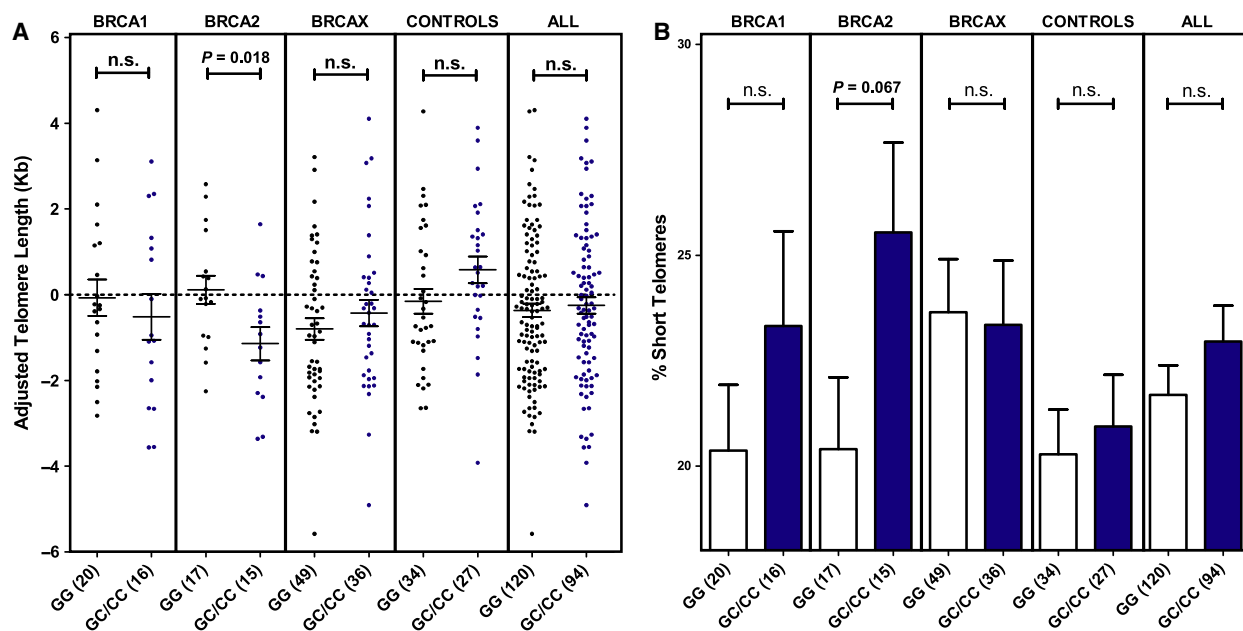 A
BRCA1 BRCA2 BRCAX CONTROLS ALL
Adjusted Telomere Length (Kb)
6
4
2
0
–2
–4
–6
n.s. P = 0.018 n.s. n.s. n.s.
GG (20) GC/CC (16) GG (17) GC/CC (15) GG (49) GC/CC (36) GG (34) GC/CC (27) GG (120) GC/CC (94)
B
BRCA1 BRCA2 BRCAX CONTROLS ALL
% Short Telomeres
30
25
20
n.s. P = 0.067 n.s. n.s. n.s.
GG (20) GC/CC (16) GG (17) GC/CC (15) GG (49) GC/CC (36) GG (34) GC/CC (27) GG (120) GC/CC (94)